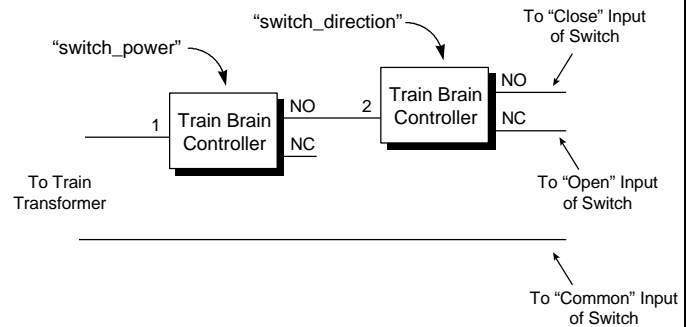 “switch_power”
“switch_direction”
To “Close” Input
of Switch
1
Train Brain
Controller
NO
NC
2
Train Brain
Controller
NO
NC
To Train
Transformer
To “Open” Input
of Switch
To “Common” Input
of Switch